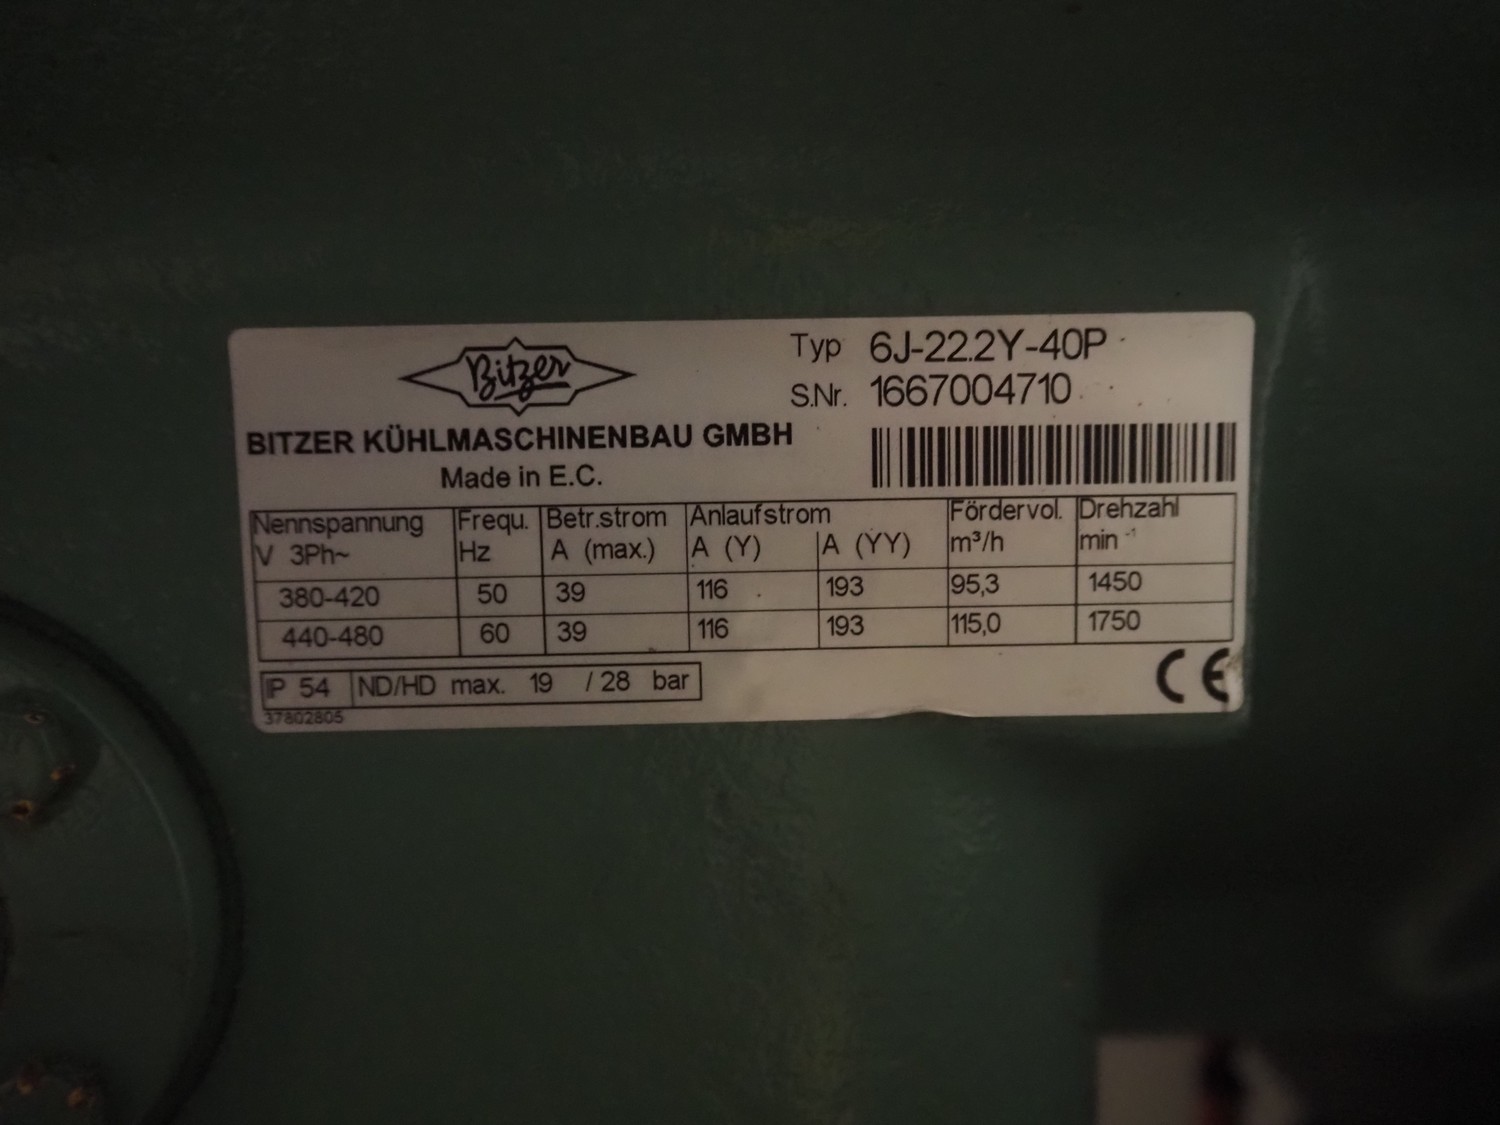 Bitzer
Typ 6J-22.2Y-40P
S.Nr. 1667004710
BITZER KÜHLMASCHINENBAU GMBH
Made in E.C.
Nennspannung Frequ. Betr.strom Anlaufstrom Fördervol. Drehzahl
V 3Ph~ Hz A (max.) A (Y) A (YY) m³/h min⁻¹
380-420 50 39 116 193 95,3 1450
440-480 60 39 116 193 115,0 1750
IP 54 ND/HD max. 19 / 28 bar
CE
37802805